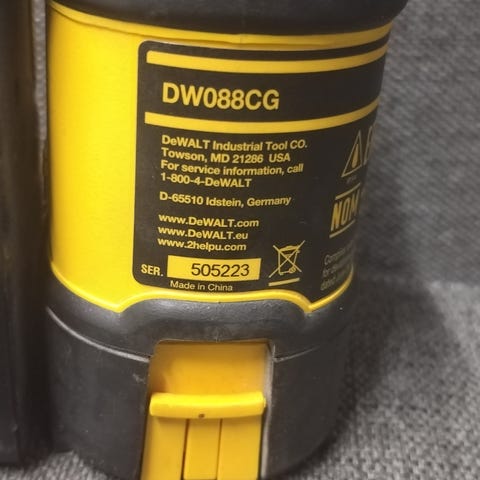 DW088CG
DeWALT Industrial Tool CO.
Towson, MD 21286 USA
For service information, call
1-800-4-DeWALT
D-65510 Idstein, Germany
www.DeWALT.com
www.DeWALT.eu
www.2helpu.com
SER. 505223
Made in China
NOM